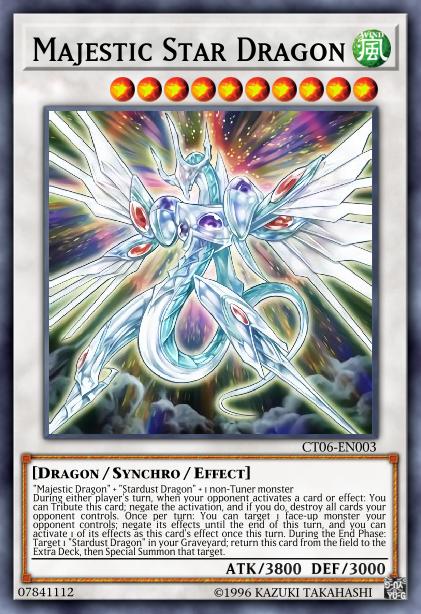 MAJESTIC STAR DRAGON
WIND
風
CT06-EN003
[DRAGON / SYNCHRO / EFFECT]
"Majestic Dragon" + "Stardust Dragon" + 1 non-Tuner monster
During either player's turn, when your opponent activates a card or effect: You
can Tribute this card; negate the activation, and if you do, destroy all cards your
opponent controls. Once per turn: You can target 1 face-up monster your
opponent controls; negate its effects until the end of this turn, and you can
activate 1 of its effects as this card's effect once this turn. During the End Phase:
Target 1 "Stardust Dragon" in your Graveyard; return this card from the field to the
Extra Deck, then Special Summon that target.
ATK/3800 DEF/3000
07841112
©1996 KAZUKI TAKAHASHI